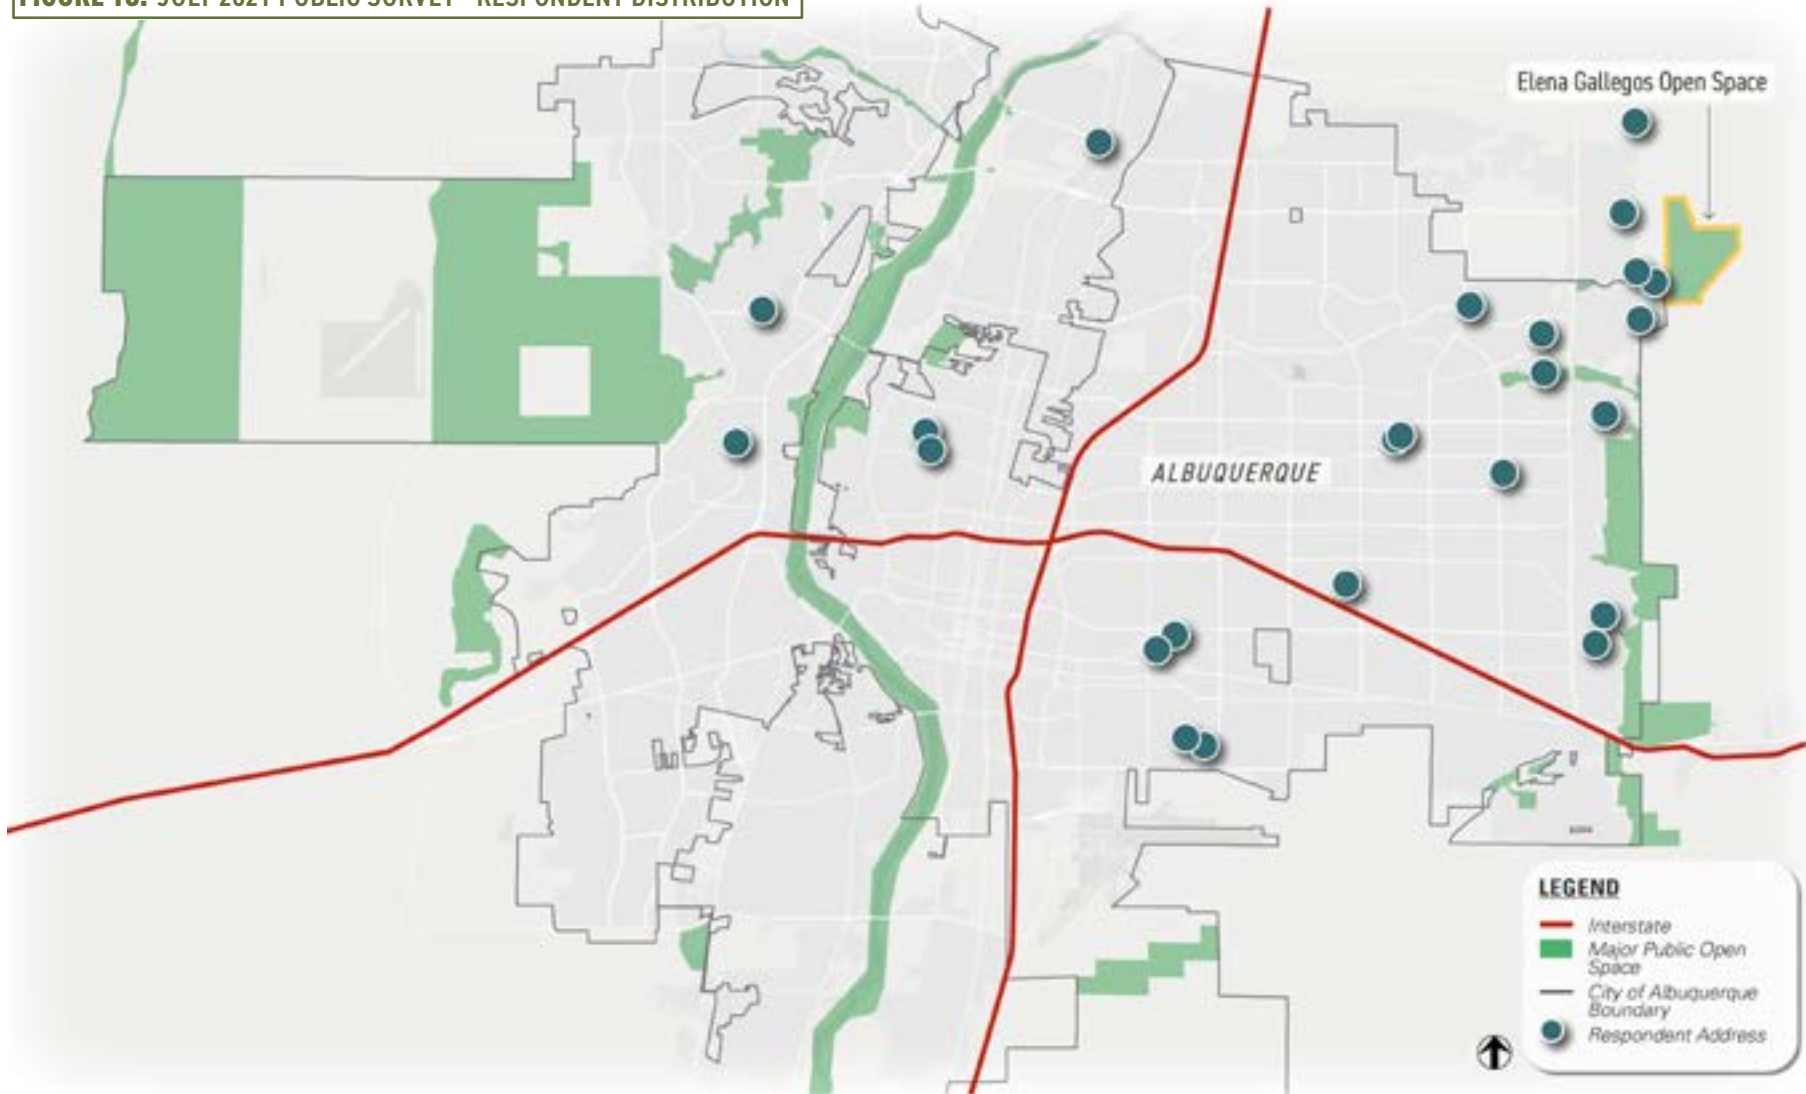 FIGURE JULY 2021 PUBLIC SURVEY - RESPONDENT DISTRIBUTION
Elena Gallegos Open Space
ALBUQUERQUE
LEGEND
Interstate
Major Public Open
Space
City of Albuquerque
Boundary
Respondent Address